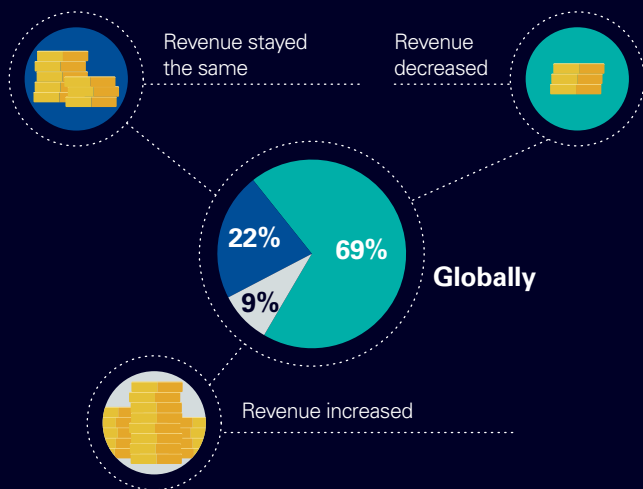 Revenue stayed
the same
Revenue
decreased
22%
69%
9%
Globally
Revenue increased